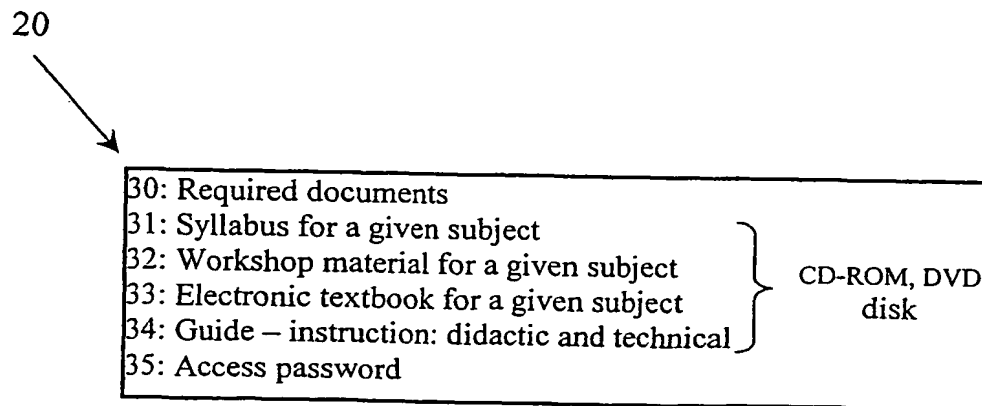 20
30: Required documents
31: Syllabus for a given subject
32: Workshop material for a given subject
33: Electronic textbook for a given subject
34: Guide – instruction: didactic and technical
35: Access password
CD-ROM, DVD
disk